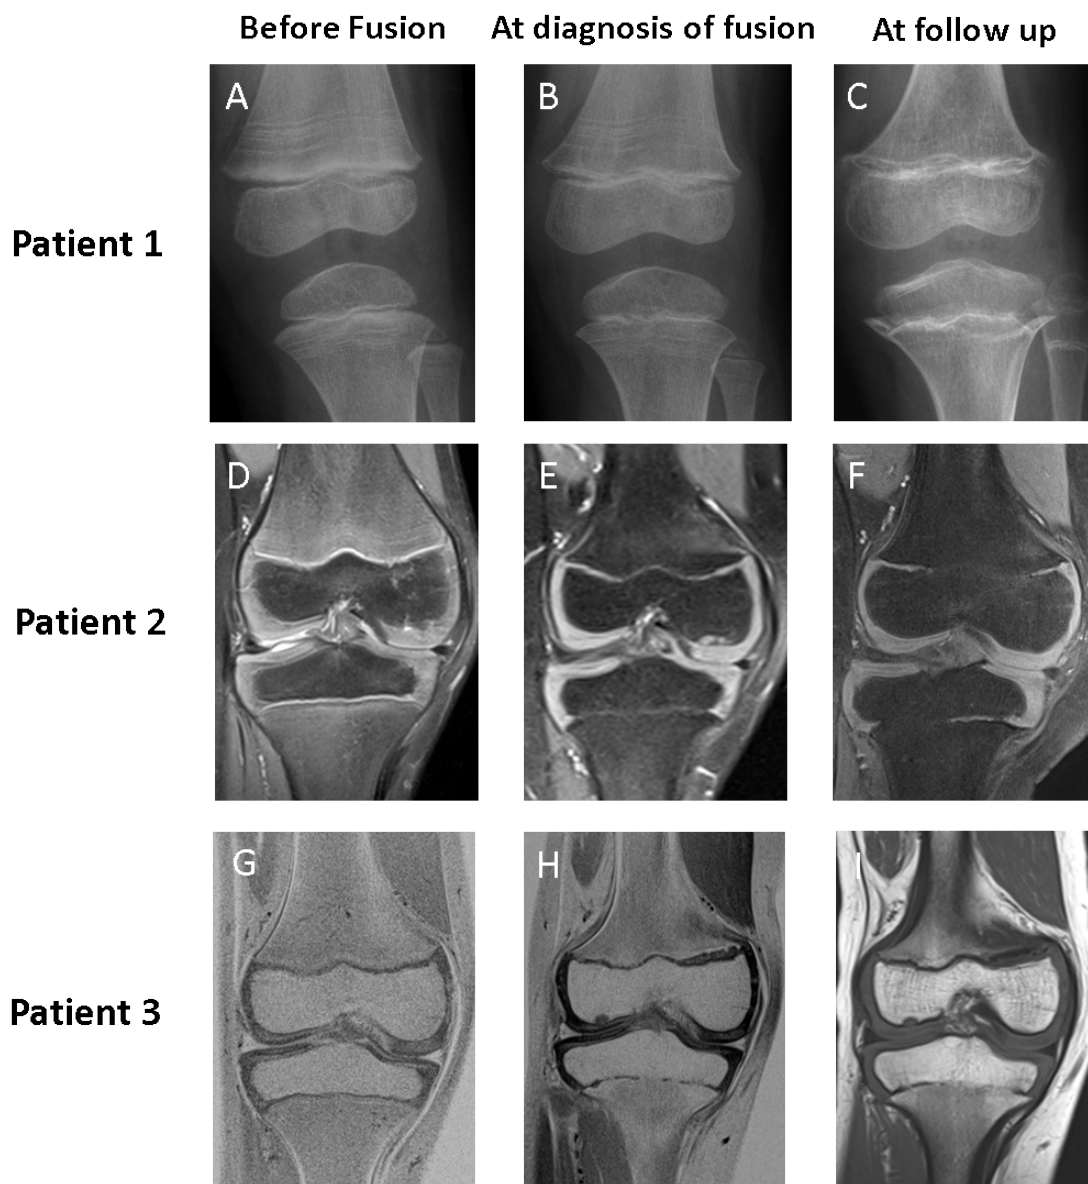 Before Fusion At diagnosis of fusion At follow up
A B C
Patient 1
D E F
Patient 2
G H I
Patient 3